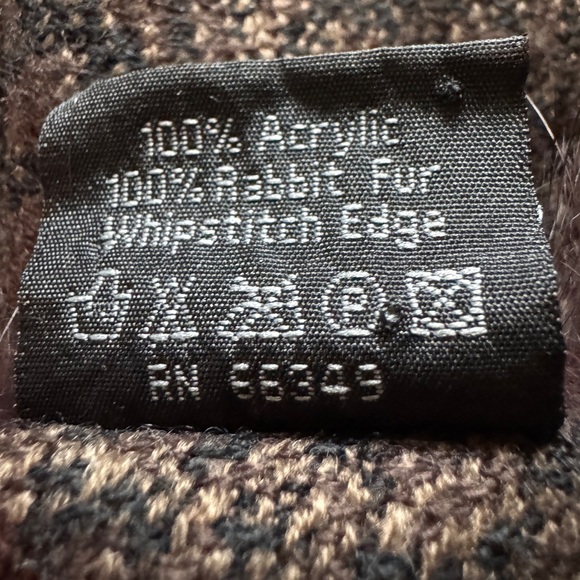 100% Acrylic
100% Rabbit Fur
Whipstitch Edge
P
RN 66349